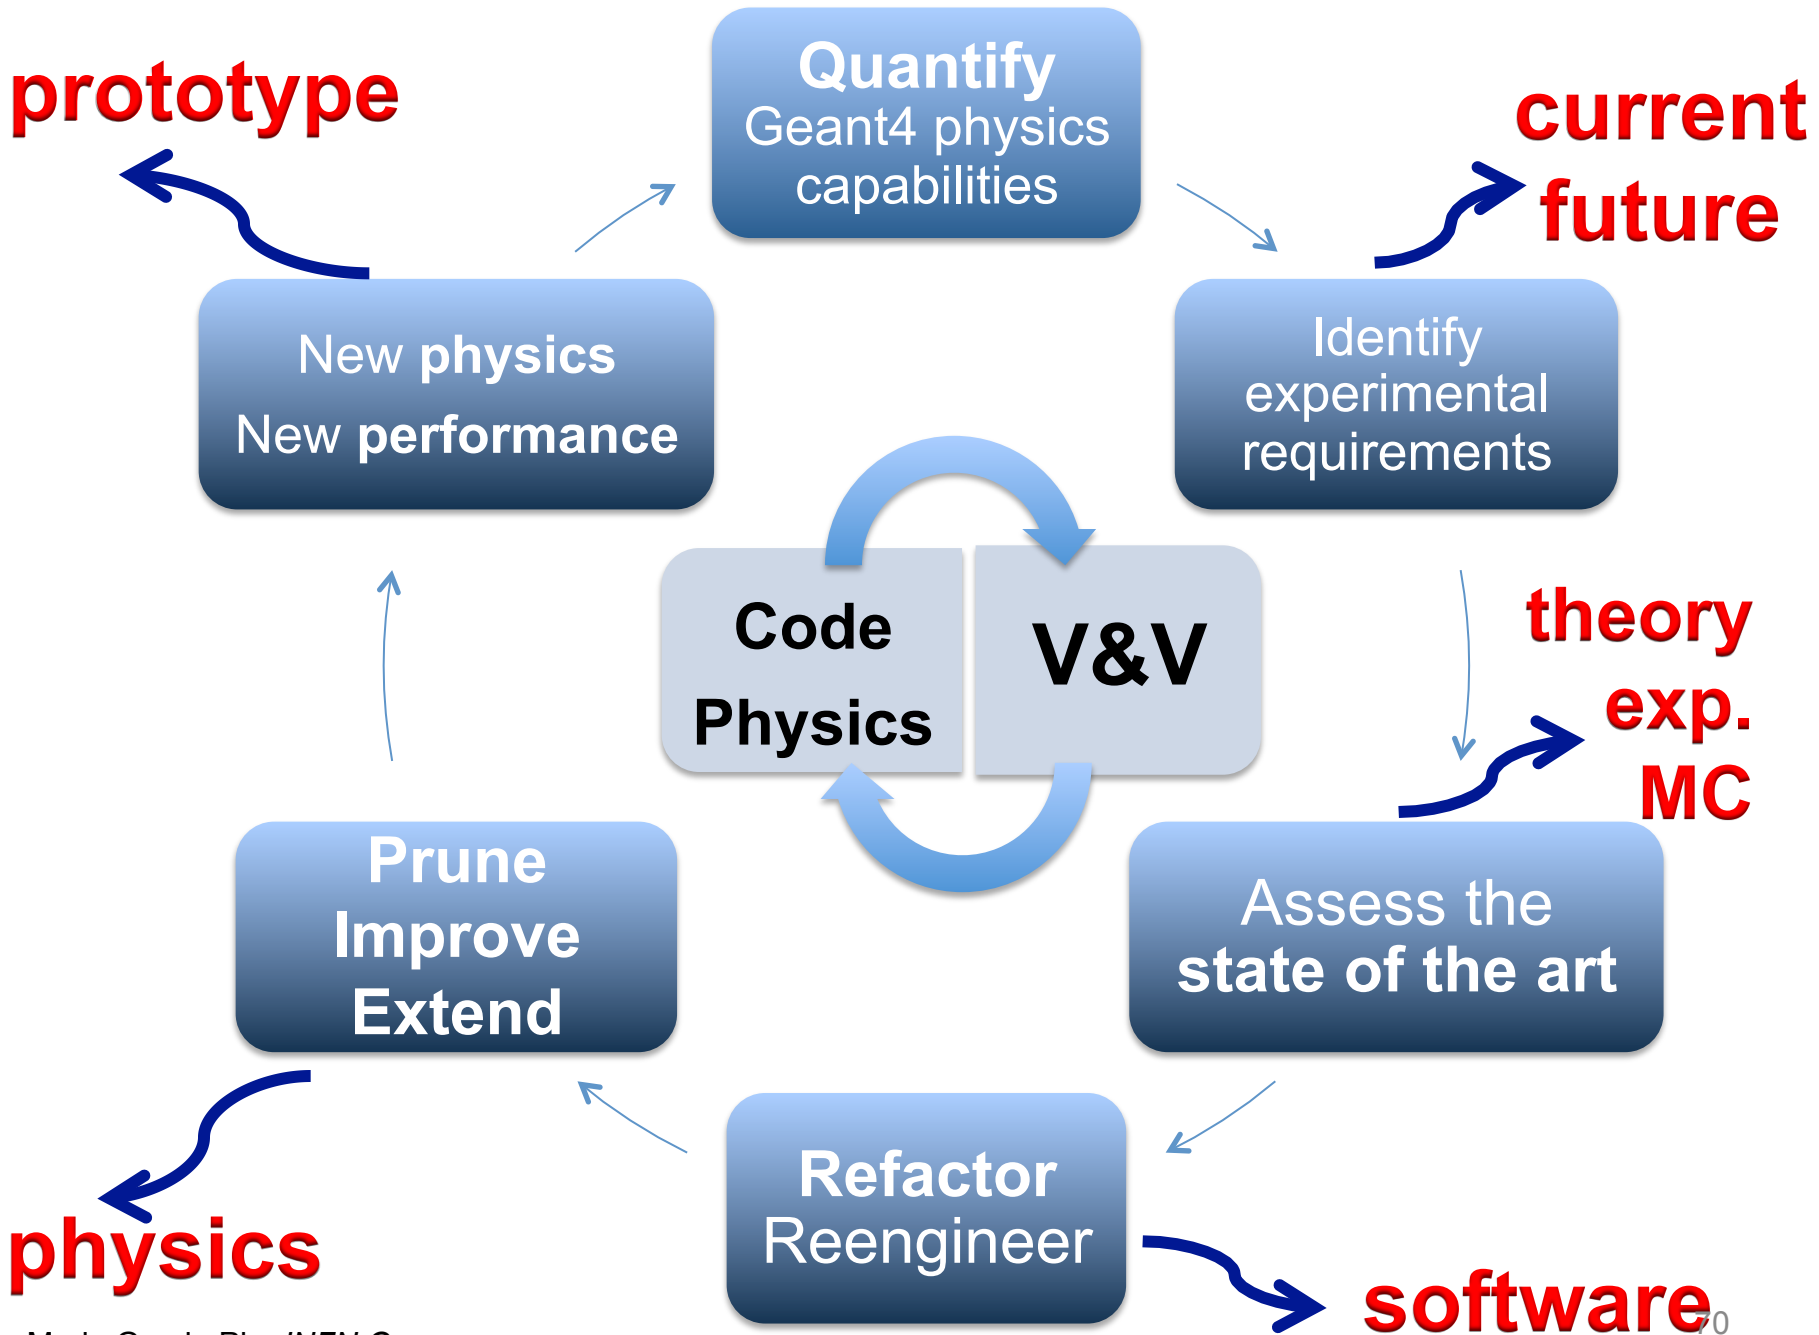 prototype
Quantify
Geant4 physics
capabilities
current
future
New physics
New performance
Identify
experimental
requirements
Code
Physics
V&V
theory
exp.
MC
Prune
Improve
Extend
Assess the
state of the art
Refactor
Reengineer
physics
software
70